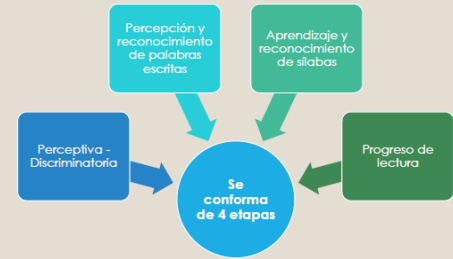 Percepción y
reconocimiento
de palabras
escritas
Aprendizaje y
reconocimiento
de sílabas
Perceptiva -
Discriminatoria
Progreso de
lectura
Se
conforma
de 4 etapas